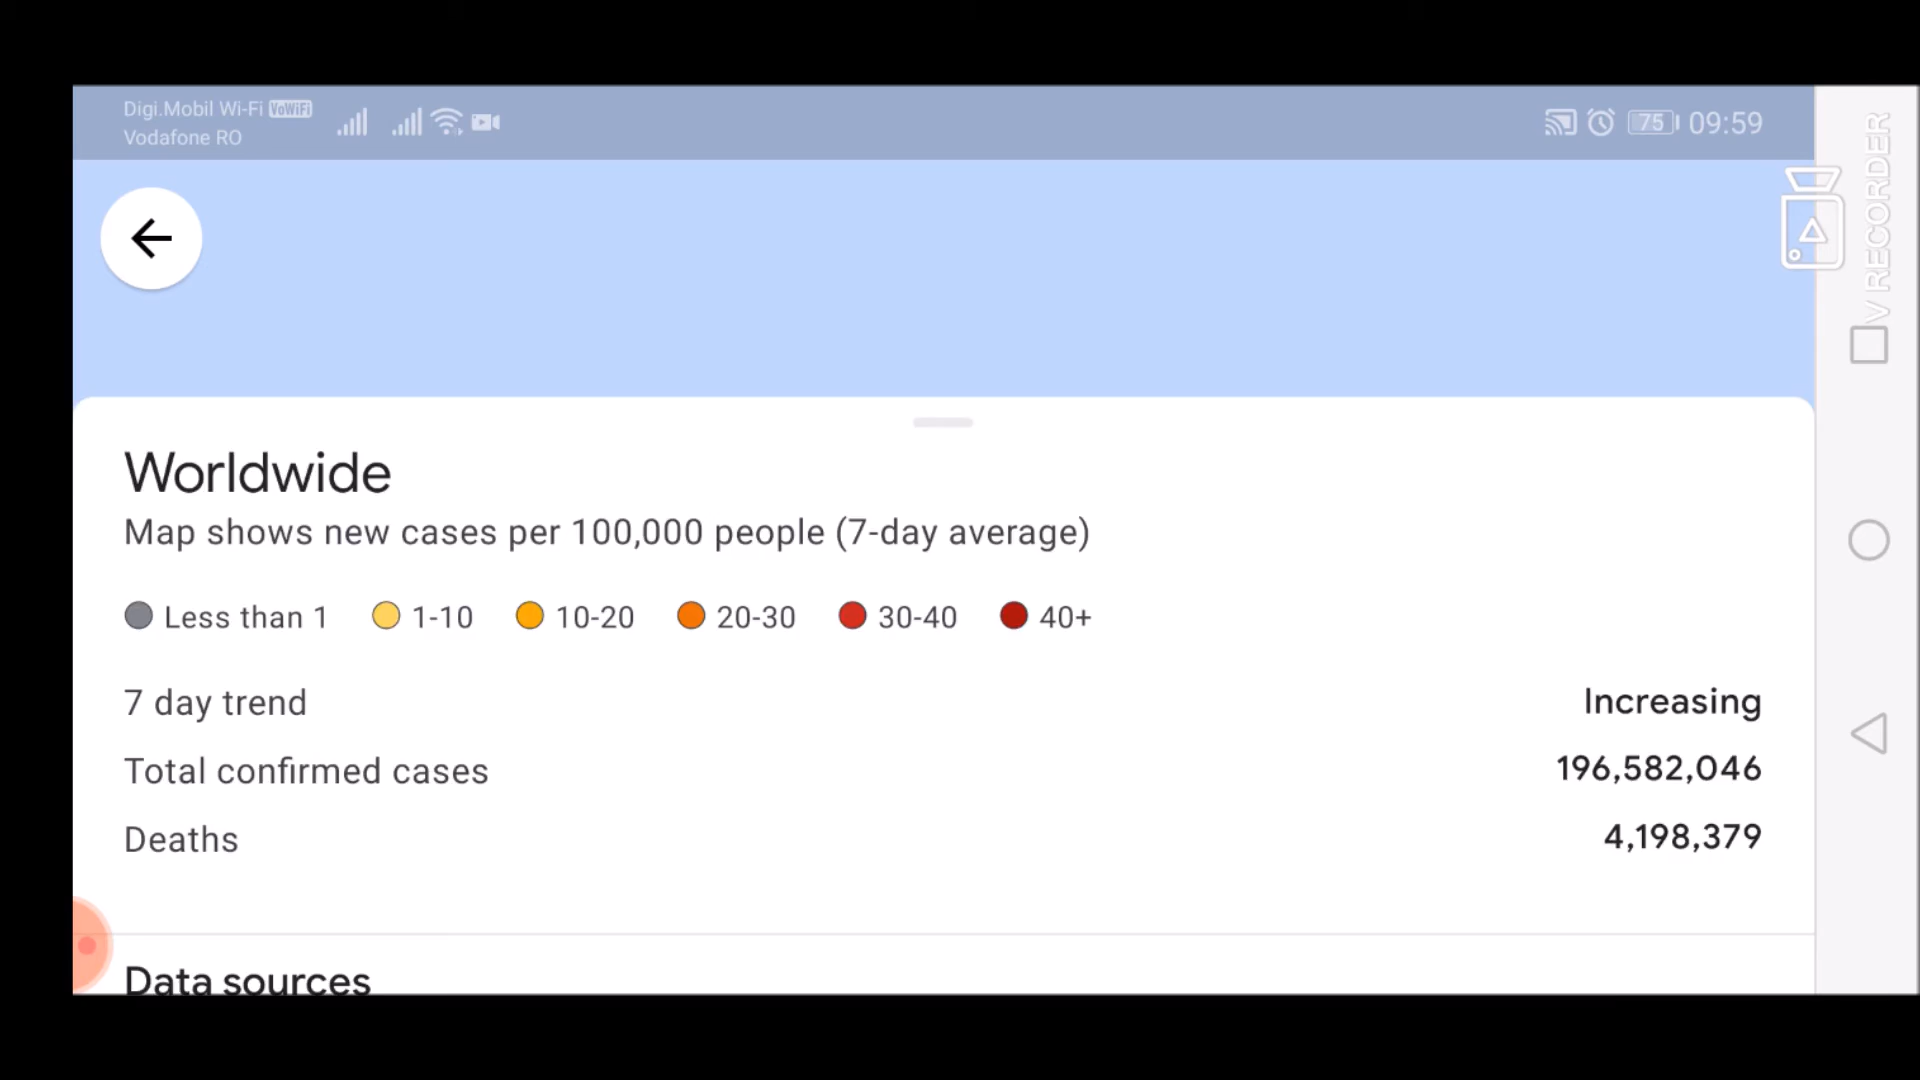 Digi.Mobil Wi-Fi VoWiFi
Vodafone RO
75 09:59
V RECORDER
Worldwide
Map shows new cases per 100,000 people (7-day average)
Less than 1 1-10 10-20 20-30 30-40 40+
7 day trend Increasing
Total confirmed cases 196,582,046
Deaths 4,198,379
Data sources